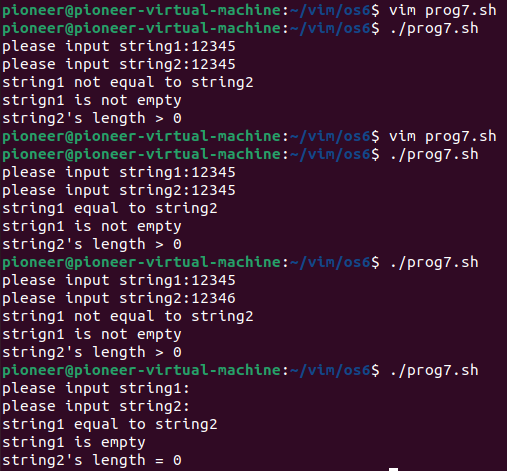 pioneer@pioneer-virtual-machine:~/vim/os6$ vim prog7.sh
pioneer@pioneer-virtual-machine:~/vim/os6$ ./prog7.sh
please input string1:12345
please input string2:12345
string1 not equal to string2
strign1 is not empty
string2's length > 0
pioneer@pioneer-virtual-machine:~/vim/os6$ vim prog7.sh
pioneer@pioneer-virtual-machine:~/vim/os6$ ./prog7.sh
please input string1:12345
please input string2:12345
string1 equal to string2
strign1 is not empty
string2's length > 0
pioneer@pioneer-virtual-machine:~/vim/os6$ ./prog7.sh
please input string1:12345
please input string2:12346
string1 not equal to string2
strign1 is not empty
string2's length > 0
pioneer@pioneer-virtual-machine:~/vim/os6$ ./prog7.sh
please input string1:
please input string2:
string1 equal to string2
string1 is empty
string2's length = 0